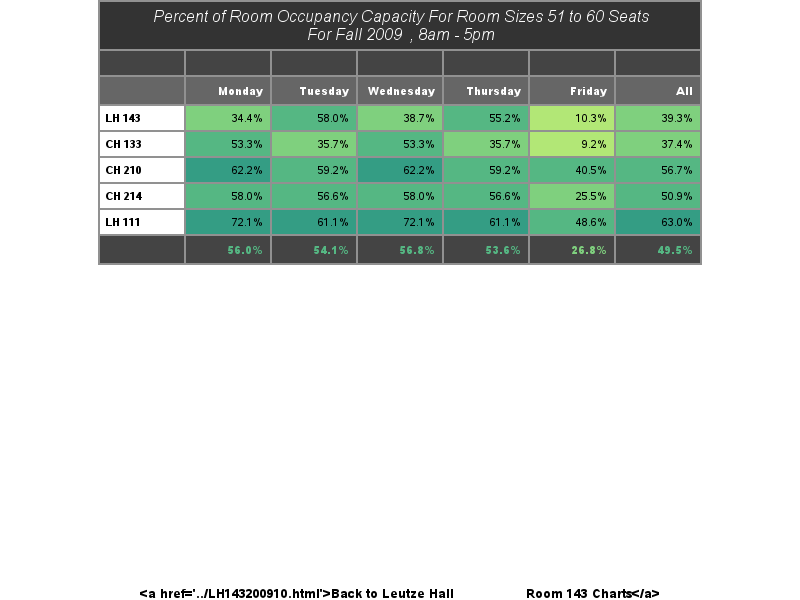 Percent of Room Occupancy Capacity For Room Sizes 51 to 60 Seats
For Fall 2009 , 8am - 5pm
Monday Tuesday Wednesday Thursday Friday All
LH 143 34.4% 58.0% 38.7% 55.2% 10.3% 39.3%
CH 133 53.3% 35.7% 53.3% 35.7% 9.2% 37.4%
CH 210 62.2% 59.2% 62.2% 59.2% 40.5% 56.7%
CH 214 58.0% 56.6% 58.0% 56.6% 25.5% 50.9%
LH 111 72.1% 61.1% 72.1% 61.1% 48.6% 63.0%
56.0% 54.1% 56.8% 53.6% 26.8% 49.5%
<a href='../LH143200910.html'>Back to Leutze Hall Room 143 Charts</a>